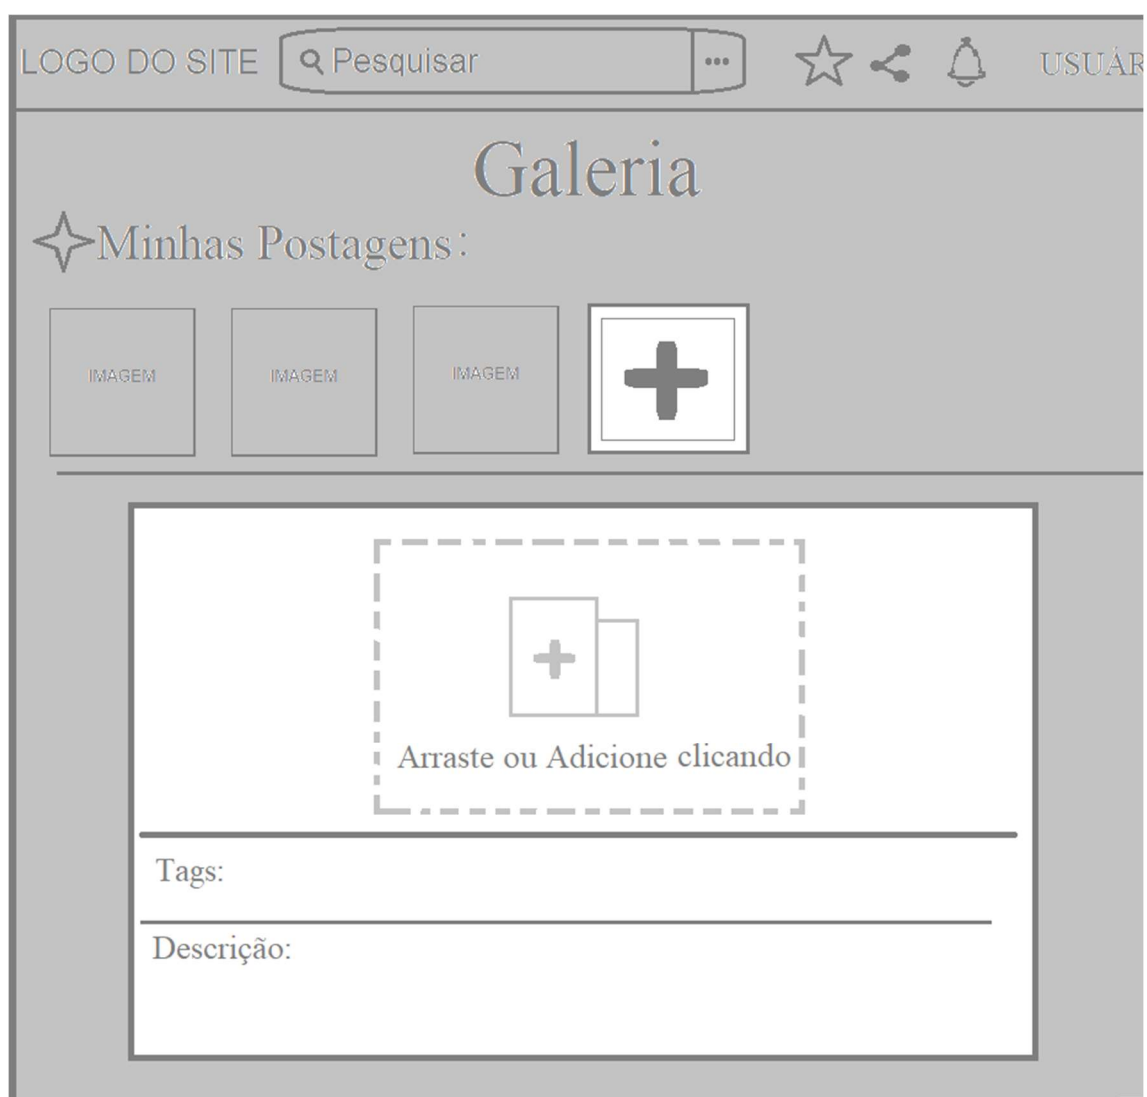 LOGO DO SITE Pesquisar ... USUÁR
Galeria
Minhas Postagens:
IMAGEM IMAGEM IMAGEM
Arraste ou Adicione clicando
Tags:
Descrição: